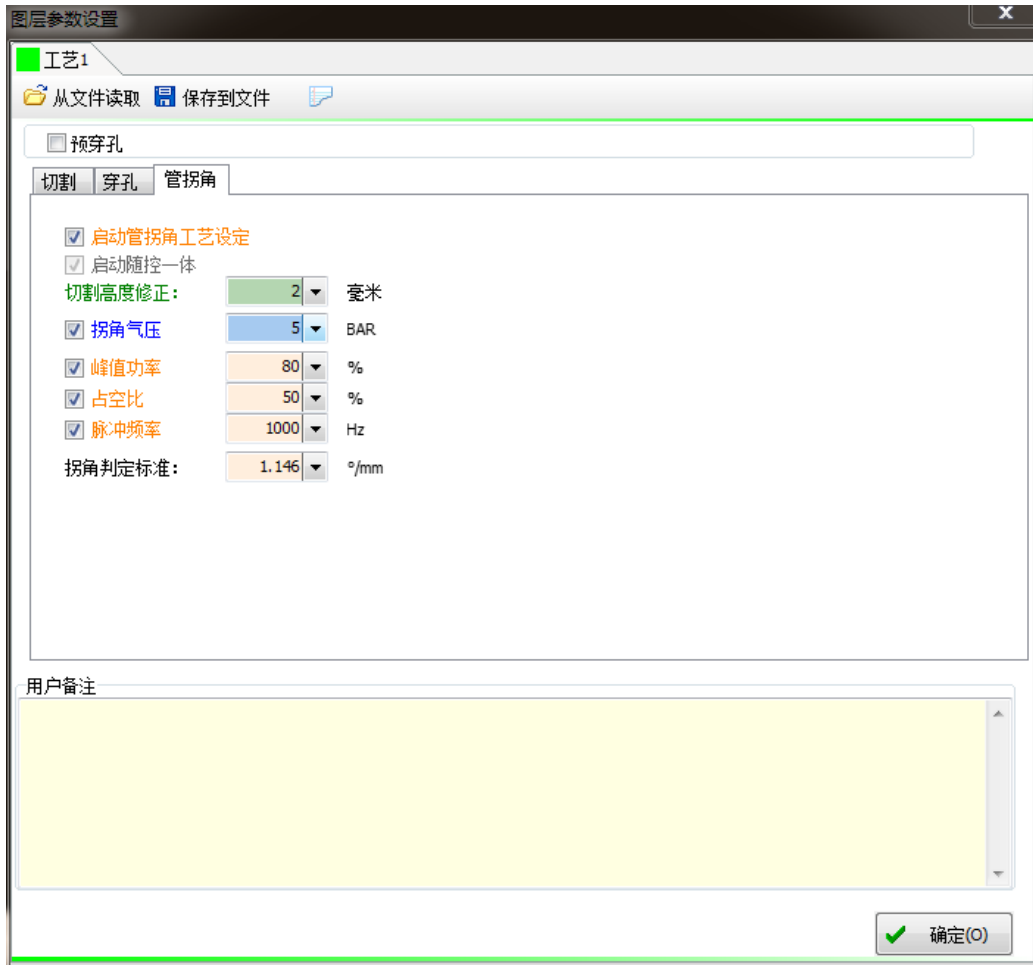 图层参数设置
工艺1
从文件读取 保存到文件
预穿孔
切割 穿孔 管拐角
启动管拐角工艺设定
启动随控一体
切割高度修正: 2 毫米
拐角气压 5 BAR
峰值功率 80 %
占空比 50 %
脉冲频率 1000 Hz
拐角判定标准: 1.146 °/mm
用户备注
确定(O)